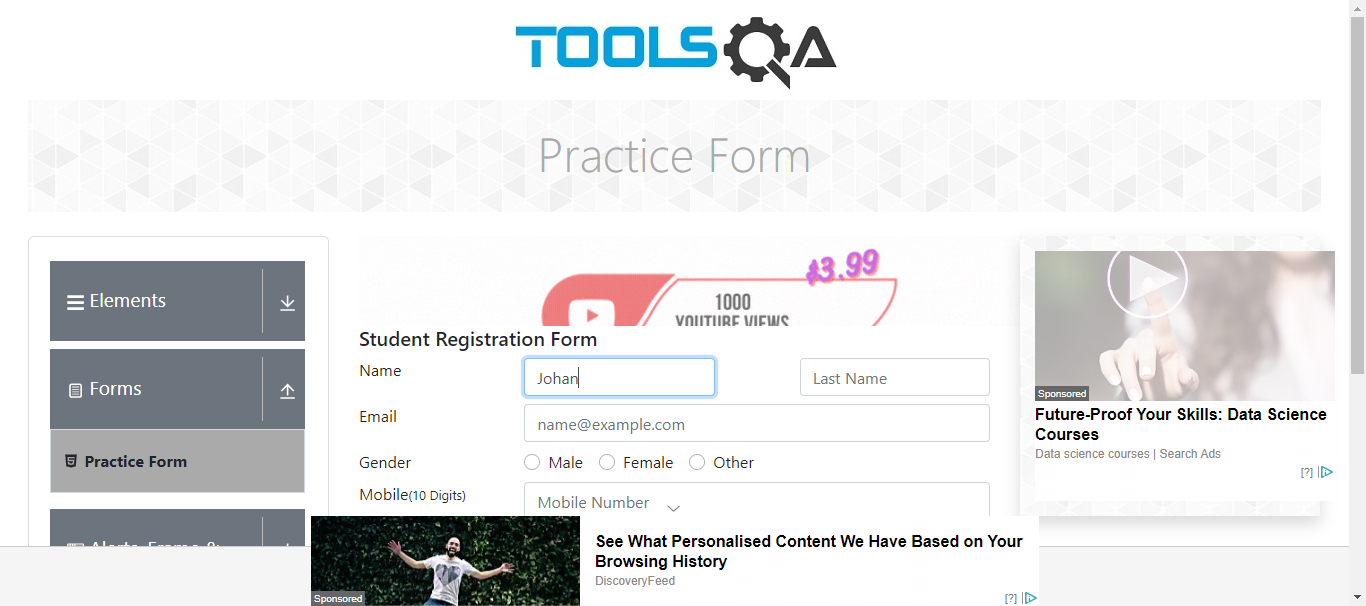 TOOLSQA
Practice Form
Elements
Forms
Practice Form
$3.99
1000
YOUTUBE VIEWS
Student Registration Form
Name
Johan
Last Name
Email
name@example.com
Gender
Male
Female
Other
Mobile(10 Digits)
Mobile Number
Sponsored
Future-Proof Your Skills: Data Science
Courses
Data science courses | Search Ads
[?]
Sponsored
See What Personalised Content We Have Based on Your
Browsing History
DiscoveryFeed
[?]